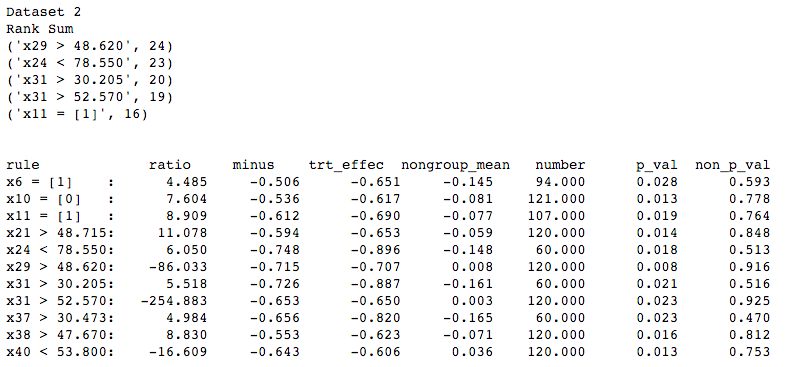 Dataset 2
Rank Sum
('x29 > 48.620', 24)
('x24 < 78.550', 23)
('x31 > 30.205', 20)
('x31 > 52.570', 19)
('x11 = [1]', 16)
rule ratio minus trt_effec nongroup_mean number p_val non_p_val
x6 = [1] : 4.485 -0.506 -0.651 -0.145 94.000 0.028 0.593
x10 = [0] : 7.604 -0.536 -0.617 -0.081 121.000 0.013 0.778
x11 = [1] : 8.909 -0.612 -0.690 -0.077 107.000 0.019 0.764
x21 > 48.715: 11.078 -0.594 -0.653 -0.059 120.000 0.014 0.848
x24 < 78.550: 6.050 -0.748 -0.896 -0.148 60.000 0.018 0.513
x29 > 48.620: -86.033 -0.715 -0.707 0.008 120.000 0.008 0.916
x31 > 30.205: 5.518 -0.726 -0.887 -0.161 60.000 0.021 0.516
x31 > 52.570: -254.883 -0.653 -0.650 0.003 120.000 0.023 0.925
x37 > 30.473: 4.984 -0.656 -0.820 -0.165 60.000 0.023 0.470
x38 > 47.670: 8.830 -0.553 -0.623 -0.071 120.000 0.016 0.812
x40 < 53.800: -16.609 -0.643 -0.606 0.036 120.000 0.013 0.753